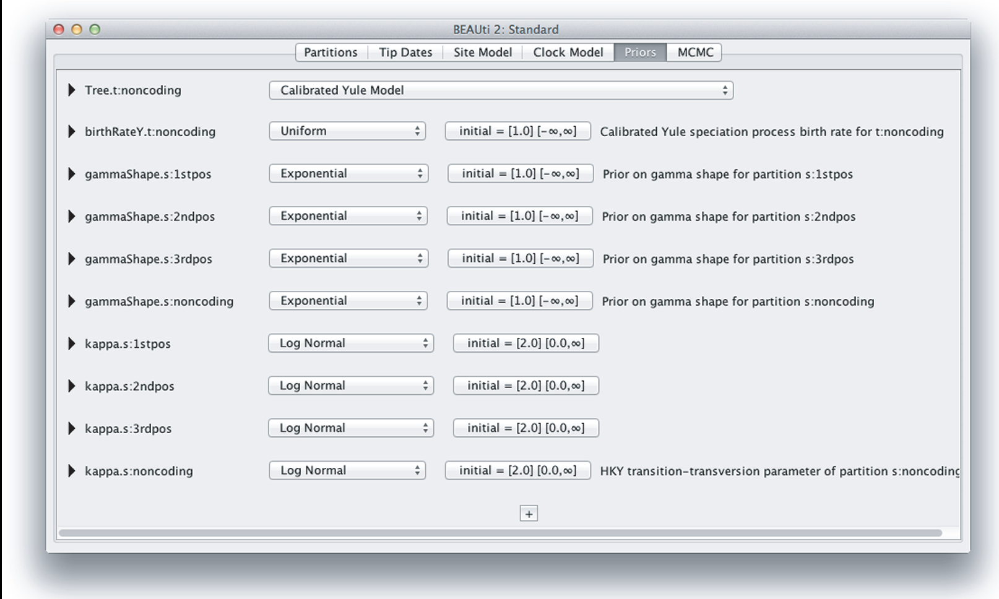 BEAUti 2: Standard
Partitions Tip Dates Site Model Clock Model Priors MCMC
Tree.t:noncoding Calibrated Yule Model
birthRateY.t:noncoding Uniform initial = [1.0] [-∞,∞] Calibrated Yule speciation process birth rate for t:noncoding
gammaShape.s:1stpos Exponential initial = [1.0] [-∞,∞] Prior on gamma shape for partition s:1stpos
gammaShape.s:2ndpos Exponential initial = [1.0] [-∞,∞] Prior on gamma shape for partition s:2ndpos
gammaShape.s:3rdpos Exponential initial = [1.0] [-∞,∞] Prior on gamma shape for partition s:3rdpos
gammaShape.s:noncoding Exponential initial = [1.0] [-∞,∞] Prior on gamma shape for partition s:noncoding
kappa.s:1stpos Log Normal initial = [2.0] [0.0,∞]
kappa.s:2ndpos Log Normal initial = [2.0] [0.0,∞]
kappa.s:3rdpos Log Normal initial = [2.0] [0.0,∞]
kappa.s:noncoding Log Normal initial = [2.0] [0.0,∞] HKY transition-transversion parameter of partition s:noncoding
+